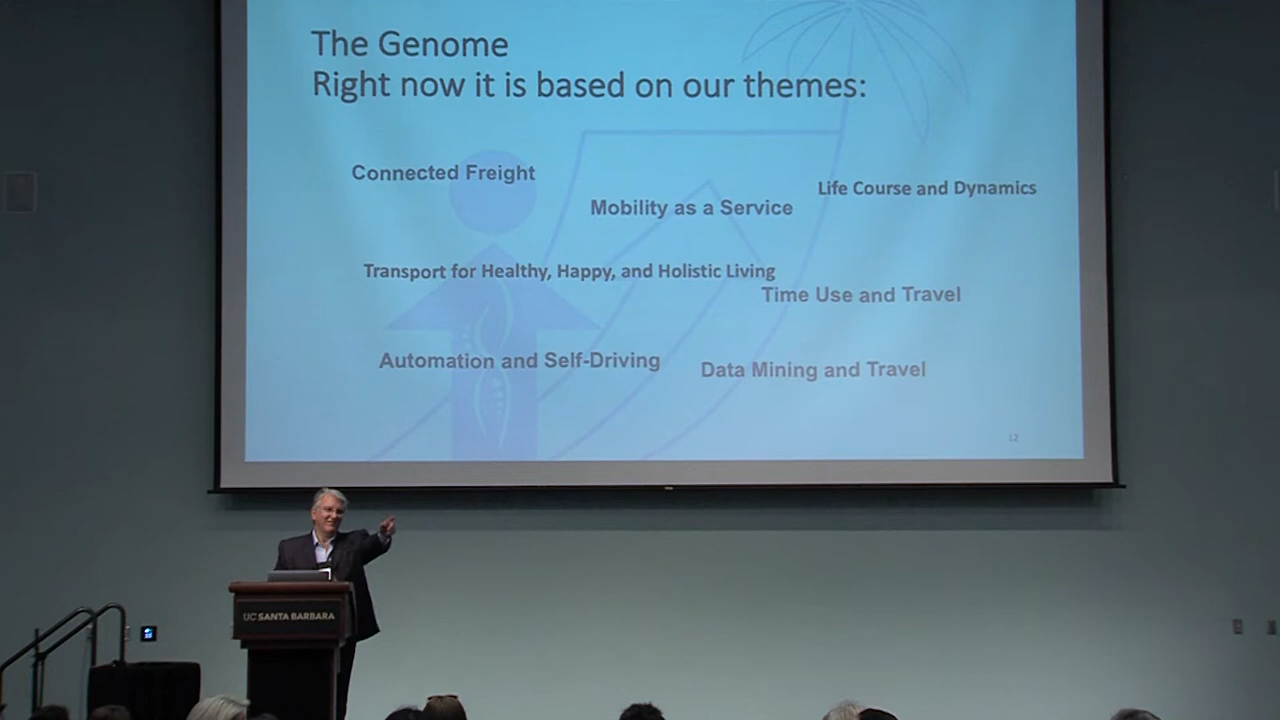 The Genome
Right now it is based on our themes:
Connected Freight
Life Course and Dynamics
Mobility as a Service
Transport for Healthy, Happy, and Holistic Living
Time Use and Travel
Automation and Self-Driving
Data Mining and Travel
12
UC SANTA BARBARA